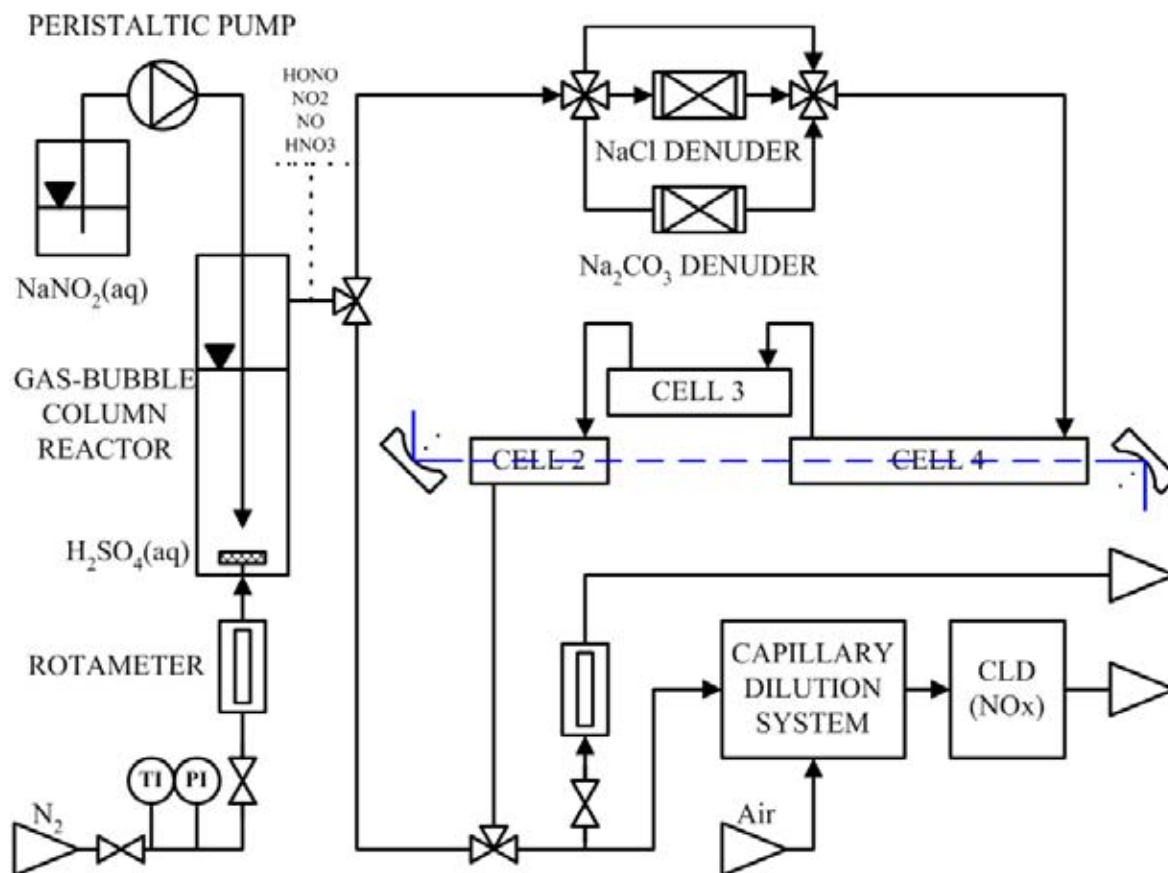 PERISTALTIC PUMP
HONO
NO2
NO
HNO3
NaCl DENUDER
Na₂CO₃ DENUDER
NaNO₂(aq)
GAS-BUBBLE
COLUMN
REACTOR
CELL 3
CELL 2
CELL 4
H₂SO₄(aq)
ROTAMETER
CAPILLARY
DILUTION
SYSTEM
CLD
(NOx)
TI
PI
N₂
Air